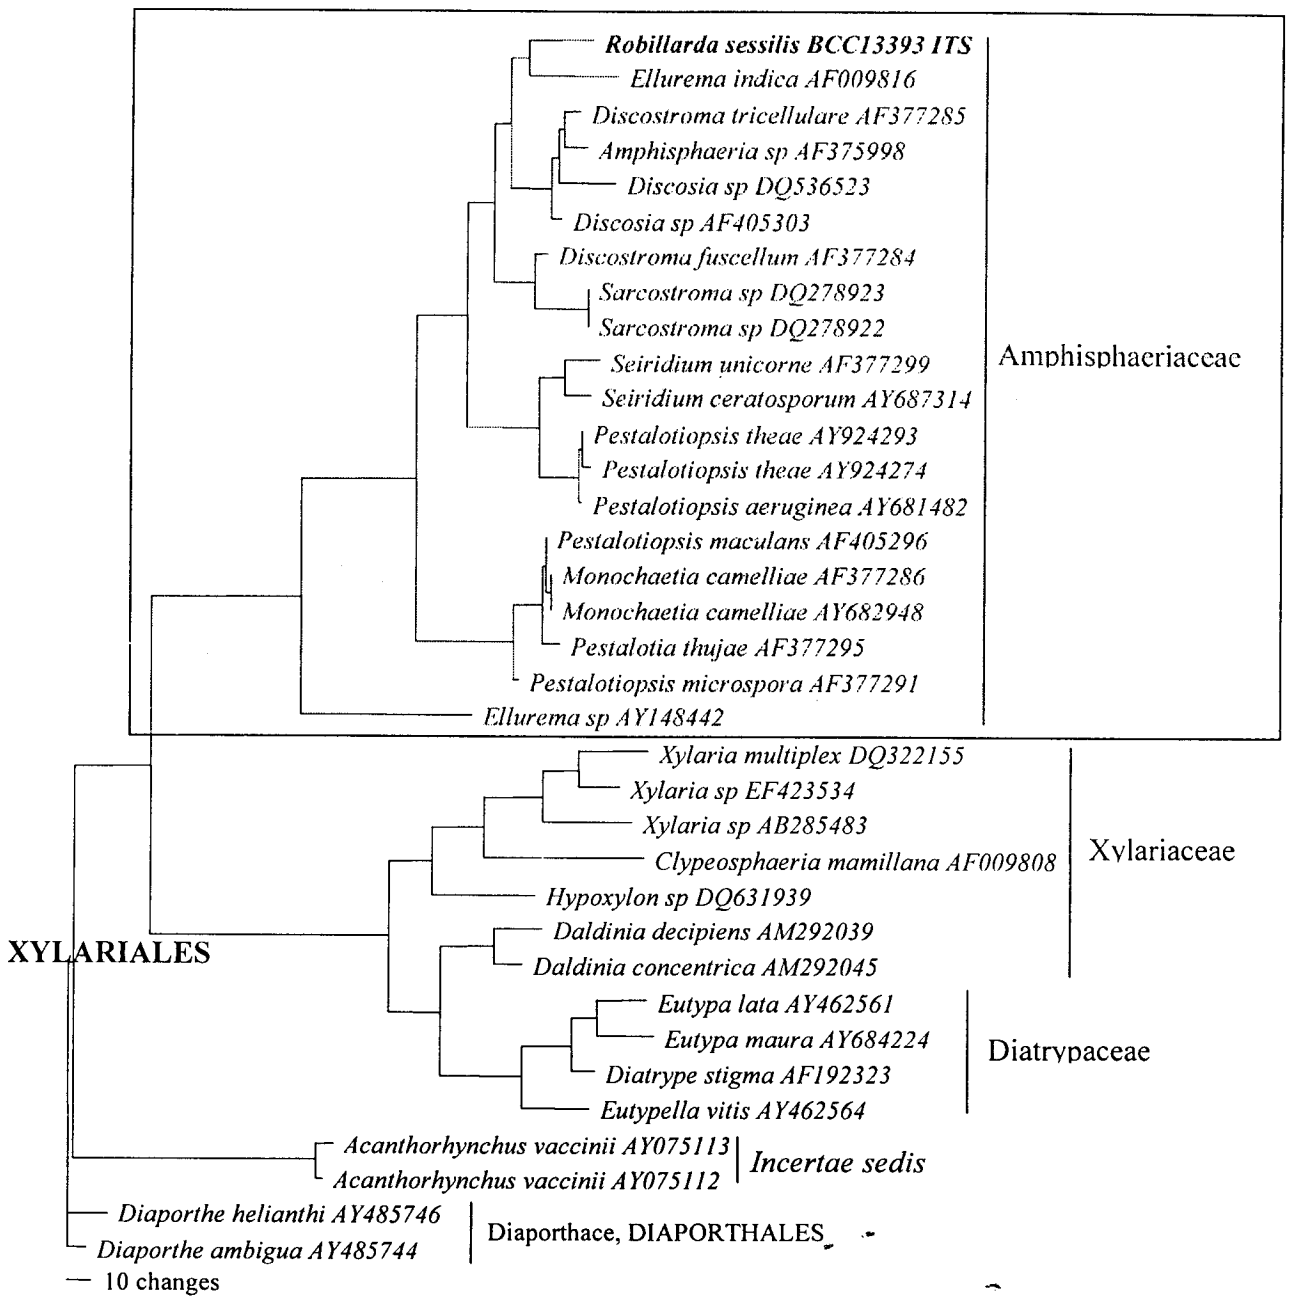 Robillarda sessilis BCC13393 ITS
Ellurema indica AF009816
Discostroma tricellulare AF377285
Amphisphaeria sp AF375998
Discosia sp DQ536523
Discosia sp AF405303
Discostroma fuscellum AF377284
Sarcostroma sp DQ278923
Sarcostroma sp DQ278922
Seiridium unicorne AF377299
Amphisphaeriaceae
Seiridium ceratosporum AY687314
Pestalotiopsis theae AY924293
Pestalotiopsis theae AY924274
Pestalotiopsis aeruginea AY681482
Pestalotiopsis maculans AF405296
Monochaetia camelliae AF377286
Monochaetia camelliae AY682948
Pestalotia thujae AF377295
Pestalotiopsis microspora AF377291
Ellurema sp AY148442
Xylaria multiplex DQ322155
Xylaria sp EF423534
Xylaria sp AB285483
Xylariaceae
Clypeosphaeria mamillana AF009808
Hypoxylon sp DQ631939
Daldinia decipiens AM292039
XYLARIALES
Daldinia concentrica AM292045
Eutypa lata AY462561
Eutypa maura AY684224
Diatrypaceae
Diatrype stigma AF192323
Eutypella vitis AY462564
Acanthorhynchus vaccinii AY075113
Incertae sedis
Acanthorhynchus vaccinii AY075112
Diaporthe helianthi AY485746
Diaporthace, DIAPORTHALES
Diaporthe ambigua AY485744
10 changes